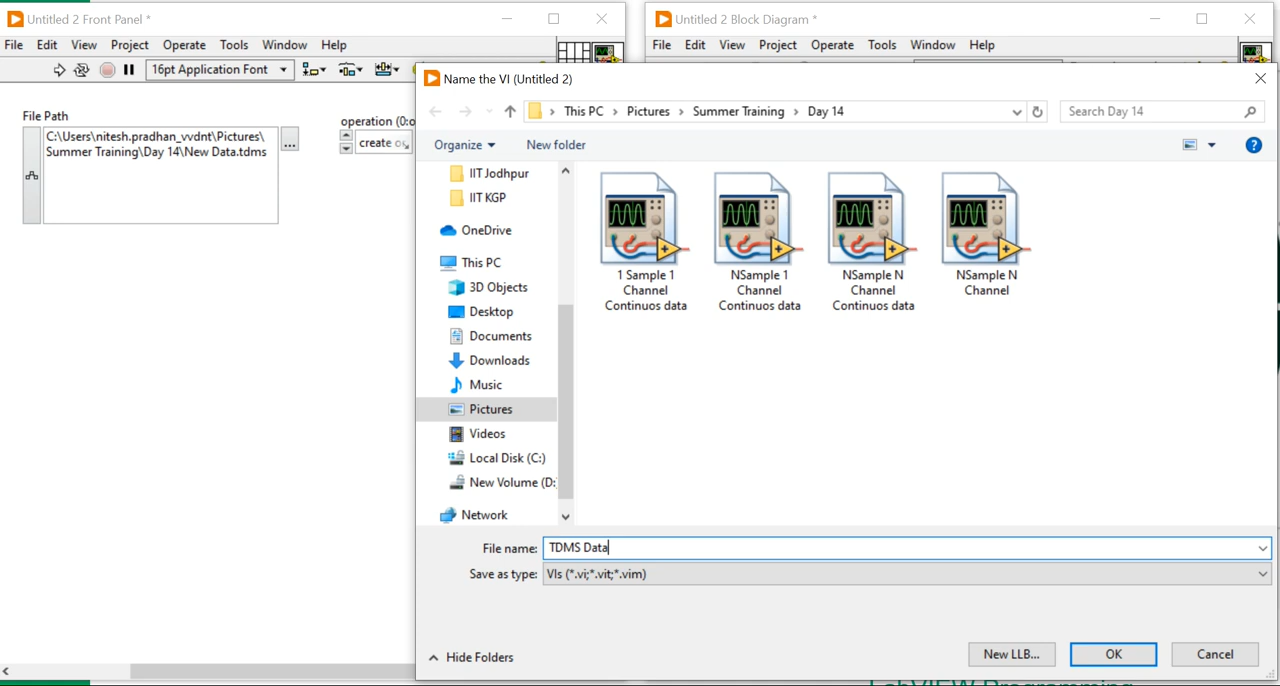 Untitled 2 Front Panel *
File Edit View Project Operate Tools Window Help
16pt Application Font
File Path
C:\Users\nitesh.pradhan_vvdnt\Pictures\
Summer Training\Day 14\New Data.tdms
...
operation (0:o
create o
Untitled 2 Block Diagram *
File Edit View Project Operate Tools Window Help
Name the VI (Untitled 2)
This PC > Pictures > Summer Training > Day 14
Search Day 14
Organize
New folder
IIT Jodhpur
IIT KGP
OneDrive
This PC
3D Objects
Desktop
Documents
Downloads
Music
Pictures
Videos
Local Disk (C:)
New Volume (D:
Network
1 Sample 1
Channel
Continuos data
NSample 1
Channel
Continuos data
NSample N
Channel
Continuos data
NSample N
Channel
File name: TDMS Data
Save as type: VIs (*.vi;*.vit;*.vim)
Hide Folders
New LLB...
OK
Cancel
LabVIEW Programming